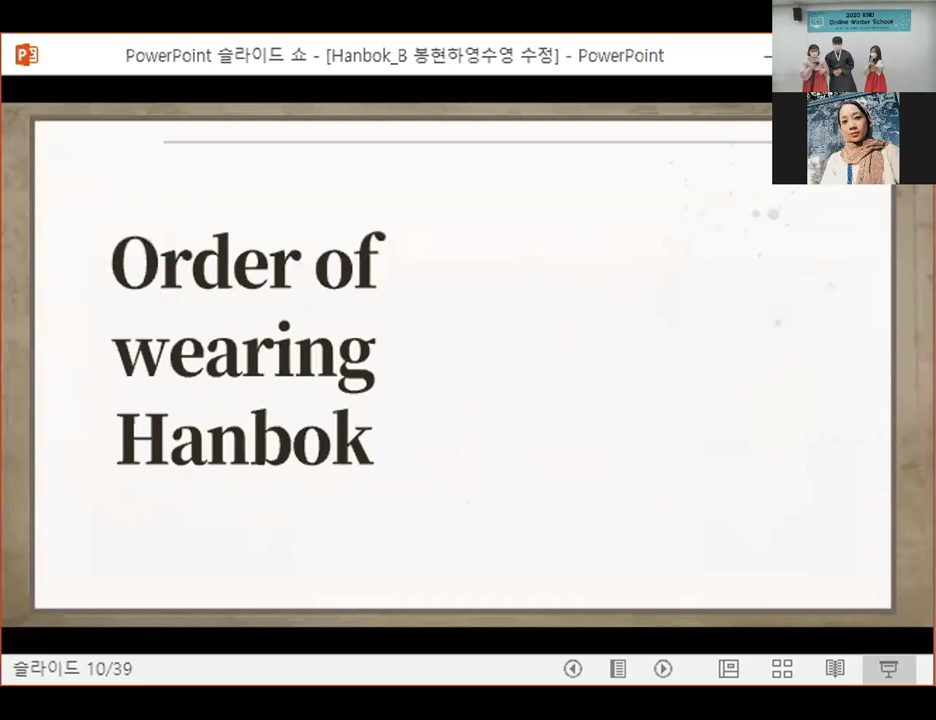 PowerPoint 슬라이드 쇼 - [Hanbok_B 봉현하영수영 수정] - PowerPoint
2020 KNU
Online Winter School
Order of
wearing
Hanbok
슬라이드 10/39